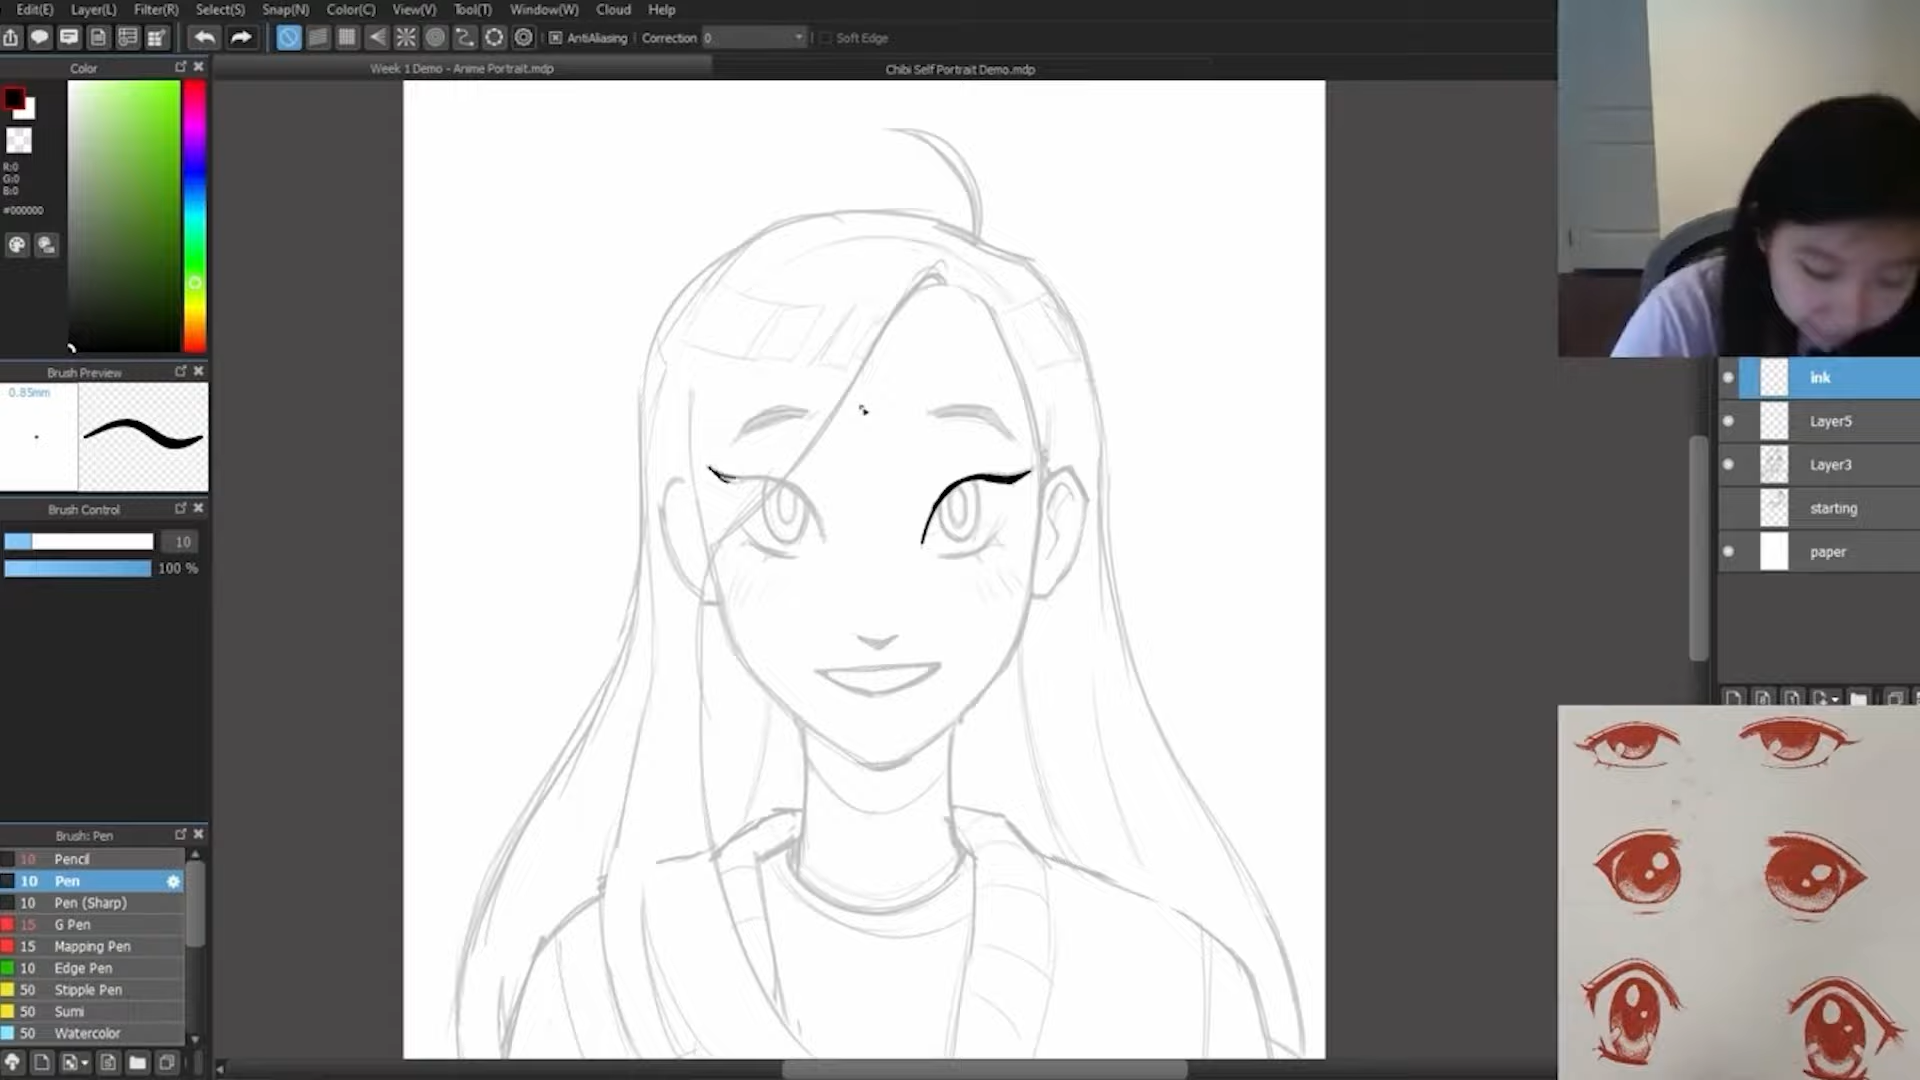 Edit(E) Layer(L) Filter(R) Select(S) Snap(N) Color(C) View(V) Tool(T) Window(W) Cloud Help
AntiAliasing Correction 0 Soft Edge
Color
Week 1 Demo - Anime Portrait.mdp
Chibi Self Portrait Demo.mdp
R:0
G:0
B:0
#000000
Brush Preview
0.85mm
Brush Control
10
100 %
Brush: Pen
10 Pencil
10 Pen
10 Pen (Sharp)
15 G Pen
15 Mapping Pen
10 Edge Pen
50 Stipple Pen
50 Sumi
50 Watercolor
ink
Layer5
Layer3
starting
paper